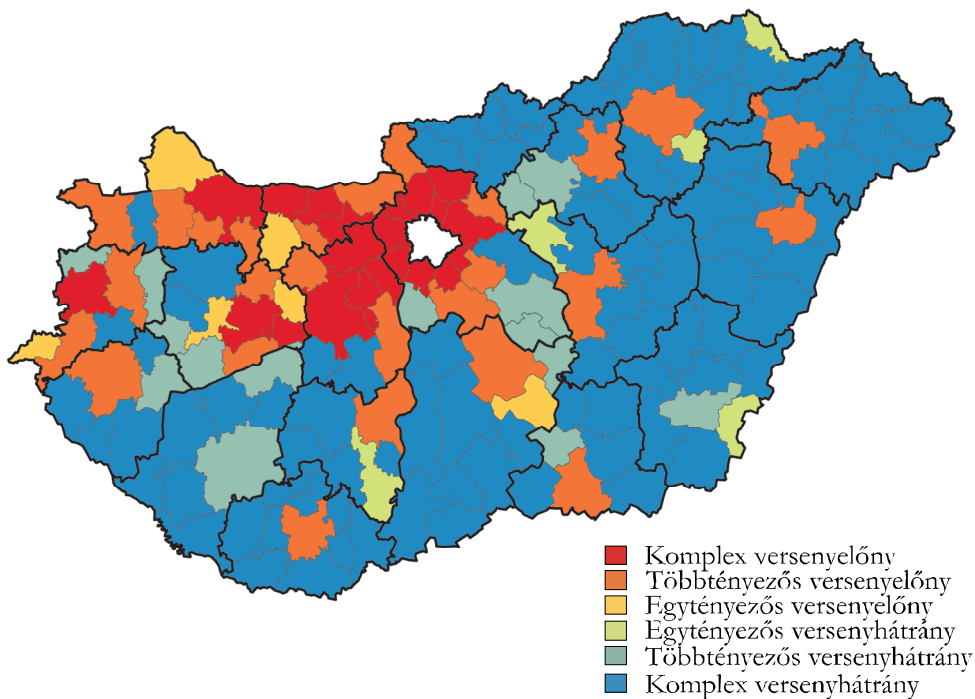 Komplex versenyelőny
Többtényezős versenyelőny
Egytényezős versenyelőny
Egytényezős versenyhátrány
Többtényezős versenyhátrány
Komplex versenyhátrány